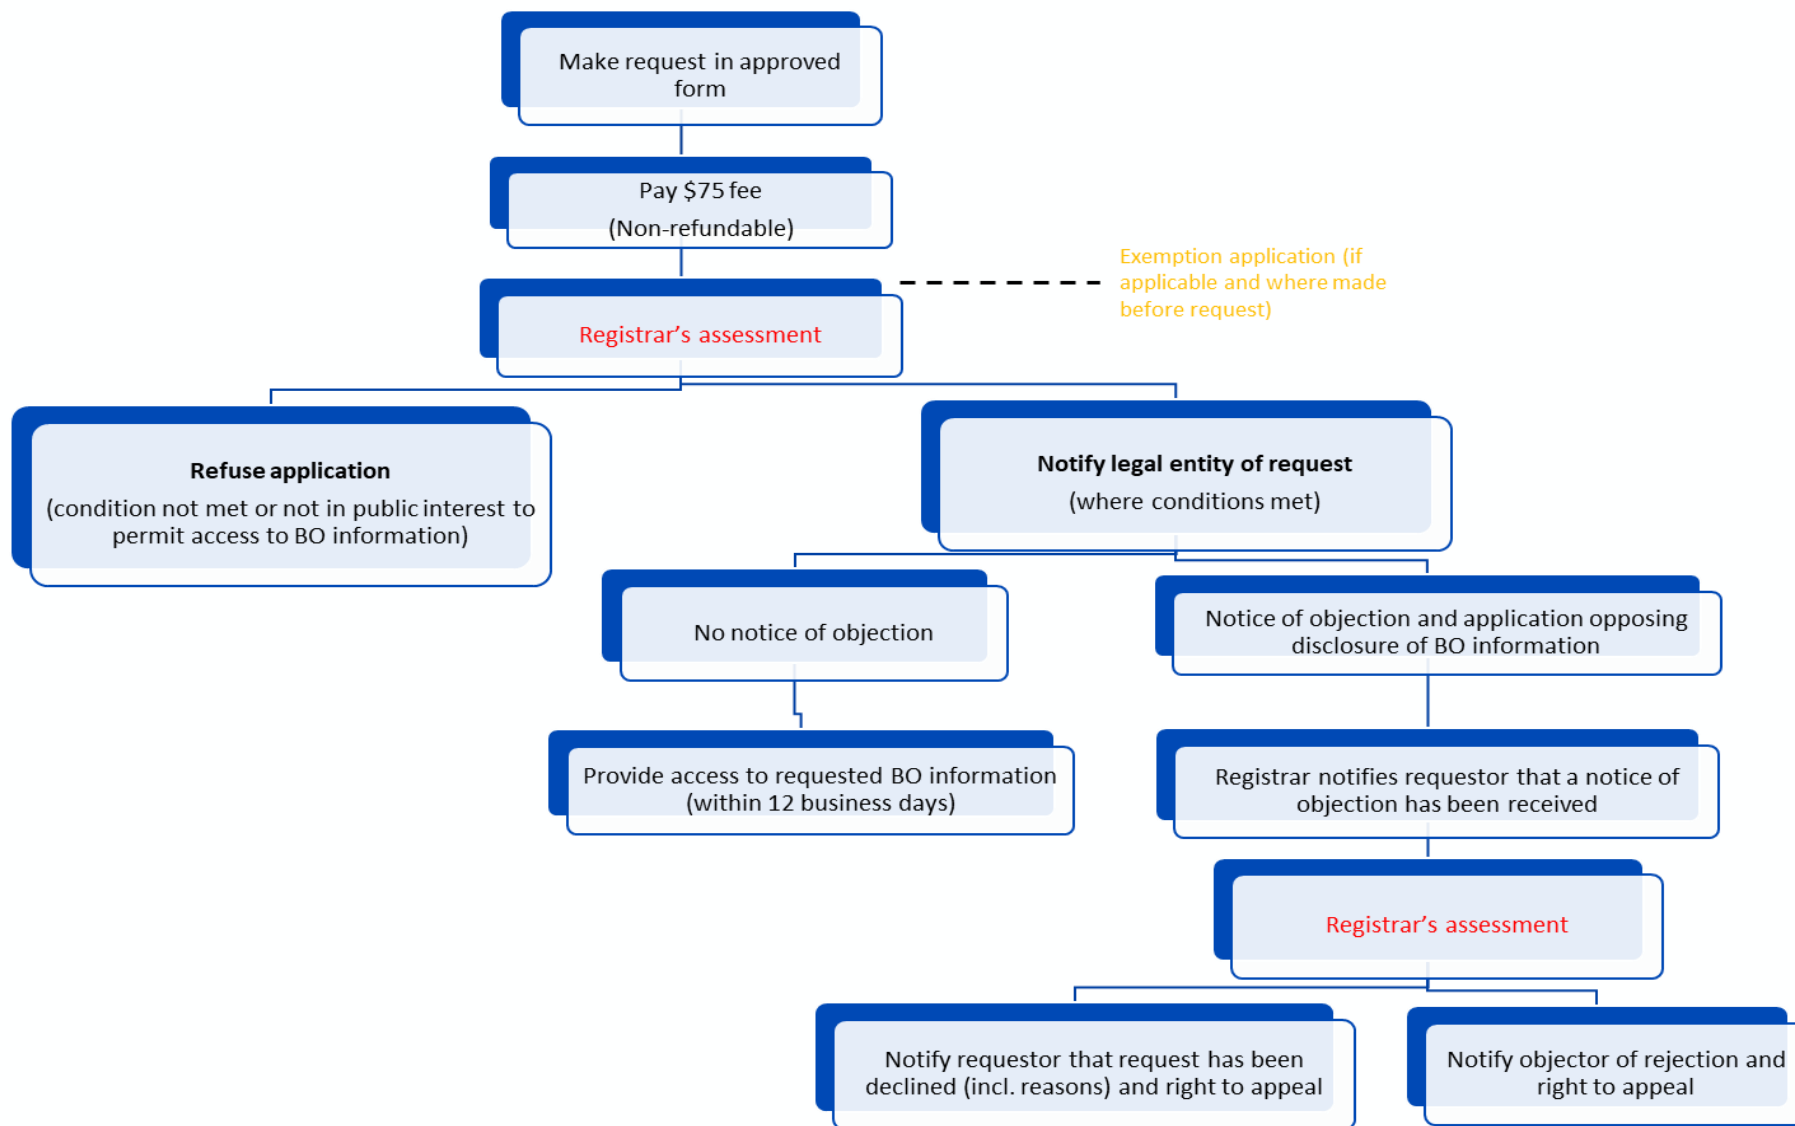 Make request in approved
form
Pay $75 fee
(Non-refundable)
Exemption application (if
applicable and where made
before request)
Registrar’s assessment
Refuse application
(condition not met or not in public interest to
permit access to BO information)
Notify legal entity of request
(where conditions met)
No notice of objection
Notice of objection and application opposing
disclosure of BO information
Provide access to requested BO information
(within 12 business days)
Registrar notifies requestor that a notice of
objection has been received
Registrar’s assessment
Notify requestor that request has been
declined (incl. reasons) and right to appeal
Notify objector of rejection and
right to appeal